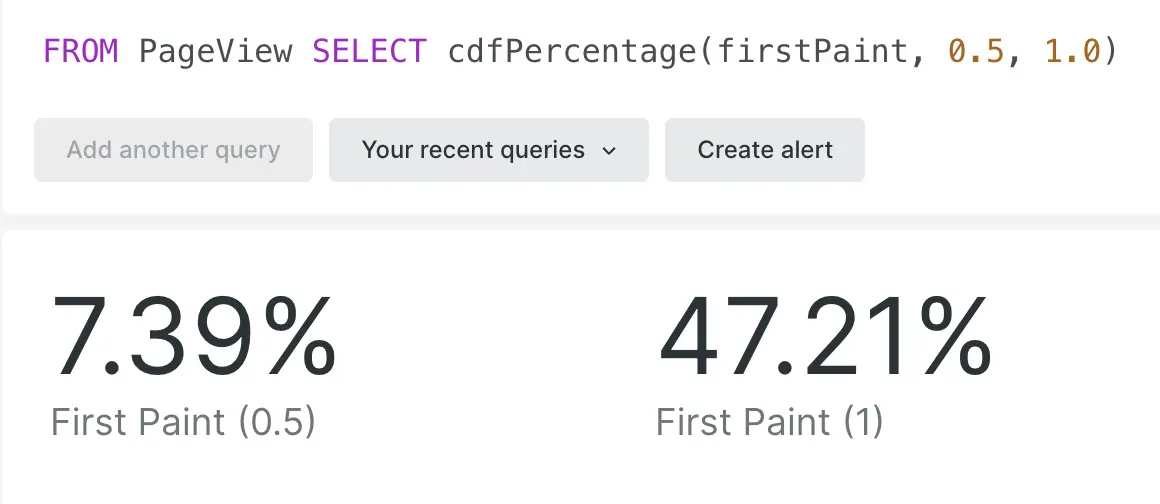 FROM PageView SELECT cdfPercentage(firstPaint, 0.5, 1.0)
Add another query Your recent queries Create alert
7.39% 47.21%
First Paint (0.5) First Paint (1)